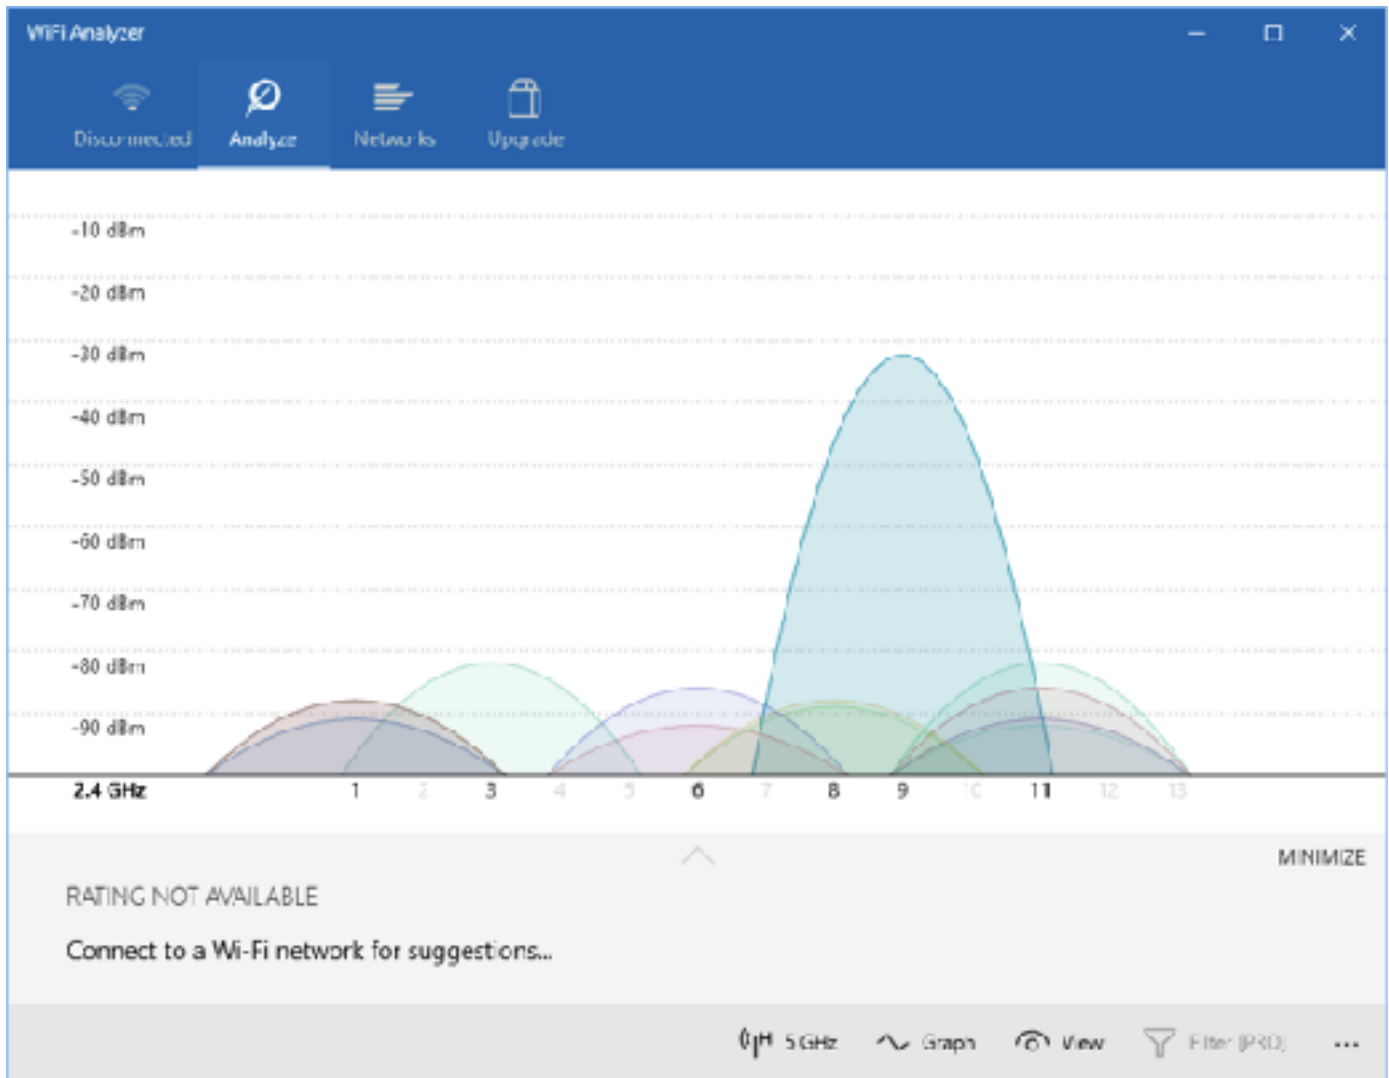 WiFi Analyzer
Disconnected Analyze Networks Upgrade
-10 dBm
-20 dBm
-30 dBm
-40 dBm
-50 dBm
-60 dBm
-70 dBm
-80 dBm
-90 dBm
2.4 GHz 1 2 3 4 5 6 7 8 9 10 11 12 13
MINIMIZE
RATING NOT AVAILABLE
Connect to a Wi-Fi network for suggestions...
5 GHz Graph View Filter (PRO) ...